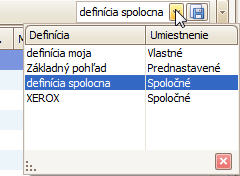 definícia spolocna
Definícia Umiestnenie
definícia moja Vlastné
Základný pohľad Prednastavené
definícia spolocna Spoločné
XEROX Spoločné